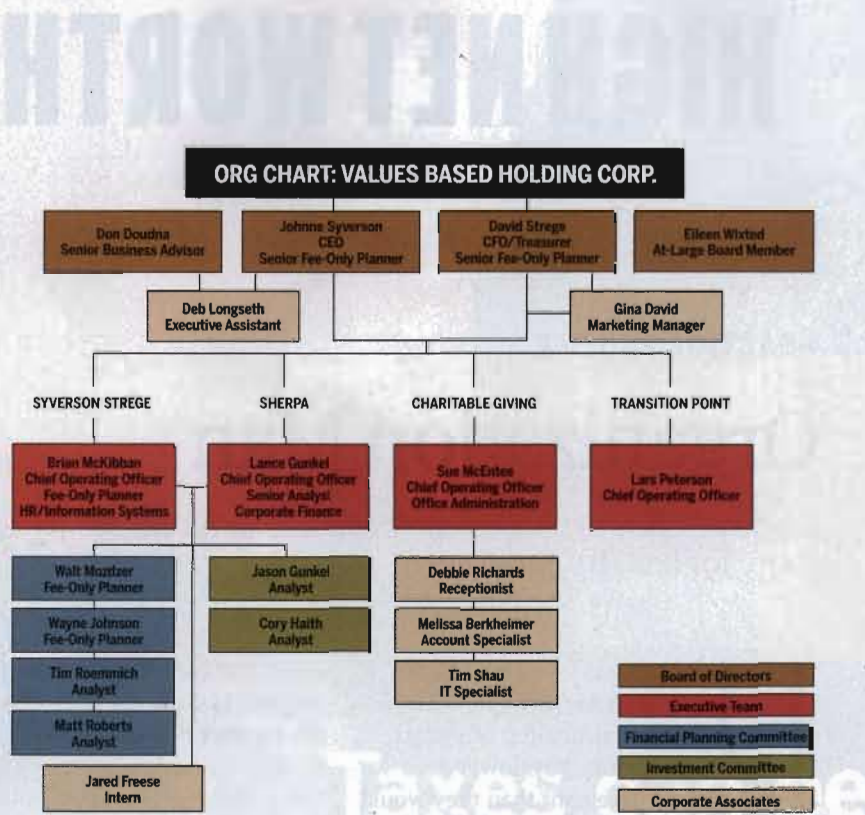 HIGH NET WORTH
ORG CHART: VALUES BASED HOLDING CORP.
Don Doudna
Senior Business Advisor
Johnne Syverson
CEO
Senior Fee-Only Planner
David Strege
CFO/Treasurer
Senior Fee-Only Planner
Eileen Wixted
At-Large Board Member
Deb Longseth
Executive Assistant
Gina David
Marketing Manager
SYVERSON STREGE
SHERPA
CHARITABLE GIVING
TRANSITION POINT
Brian McKibban
Chief Operating Officer
Fee-Only Planner
HR/Information Systems
Lance Gunkel
Chief Operating Officer
Senior Analyst
Corporate Finance
Sue McEntee
Chief Operating Officer
Office Administration
Lars Peterson
Chief Operating Officer
Walt Mozdzer
Fee-Only Planner
Wayne Johnson
Fee-Only Planner
Tim Roemmich
Analyst
Matt Roberts
Analyst
Jared Freese
Intern
Jason Gunkel
Analyst
Cory Haith
Analyst
Debbie Richards
Receptionist
Melissa Berkheimer
Account Specialist
Tim Shau
IT Specialist
Board of Directors
Executive Team
Financial Planning Committee
Investment Committee
Corporate Associates